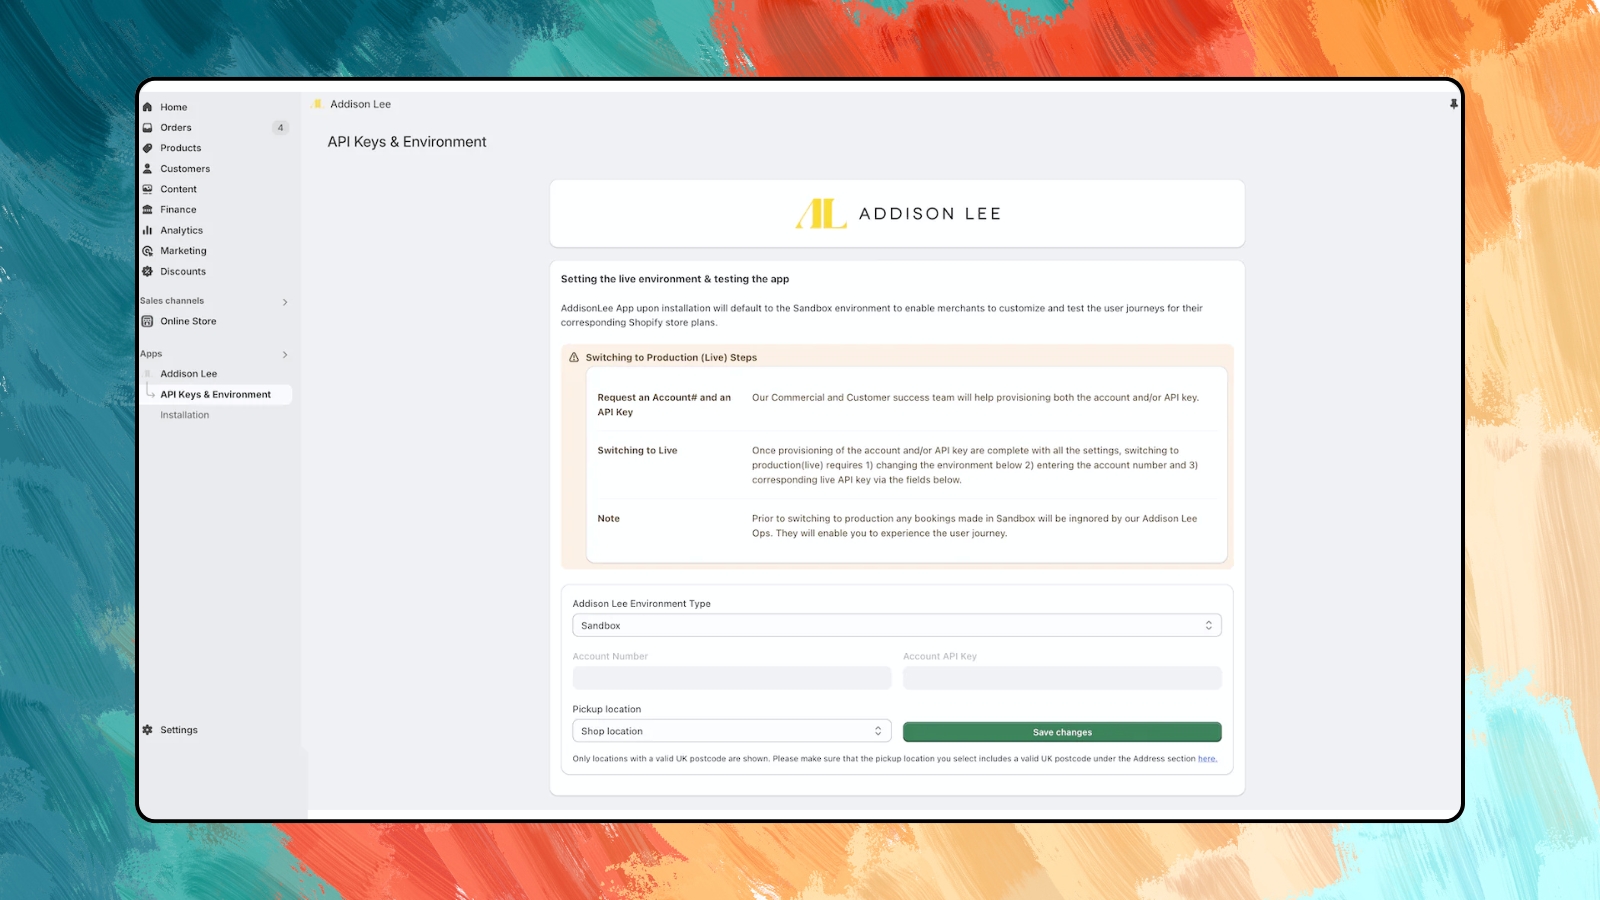 Home
Orders 4
Products
Customers
Content
Finance
Analytics
Marketing
Discounts
Sales channels
Online Store
Apps
Addison Lee
API Keys & Environment
Installation
Settings
Addison Lee
API Keys & Environment
AL ADDISON LEE
Setting the live environment & testing the app
AddisonLee App upon installation will default to the Sandbox environment to enable merchants to customize and test the user journeys for their
corresponding Shopify store plans.
Switching to Production (Live) Steps
Request an Account# and an
API Key
Our Commercial and Customer success team will help provisioning both the account and/or API key.
Switching to Live
Once provisioning of the account and/or API key are complete with all the settings, switching to
production(live) requires 1) changing the environment below 2) entering the account number and 3)
corresponding live API key via the fields below.
Note
Prior to switching to production any bookings made in Sandbox will be ingnored by our Addison Lee
Ops. They will enable you to experience the user journey.
Addison Lee Environment Type
Sandbox
Account Number
Account API Key
Pickup location
Shop location
Save changes
Only locations with a valid UK postcode are shown. Please make sure that the pickup location you select includes a valid UK postcode under the Address section here.